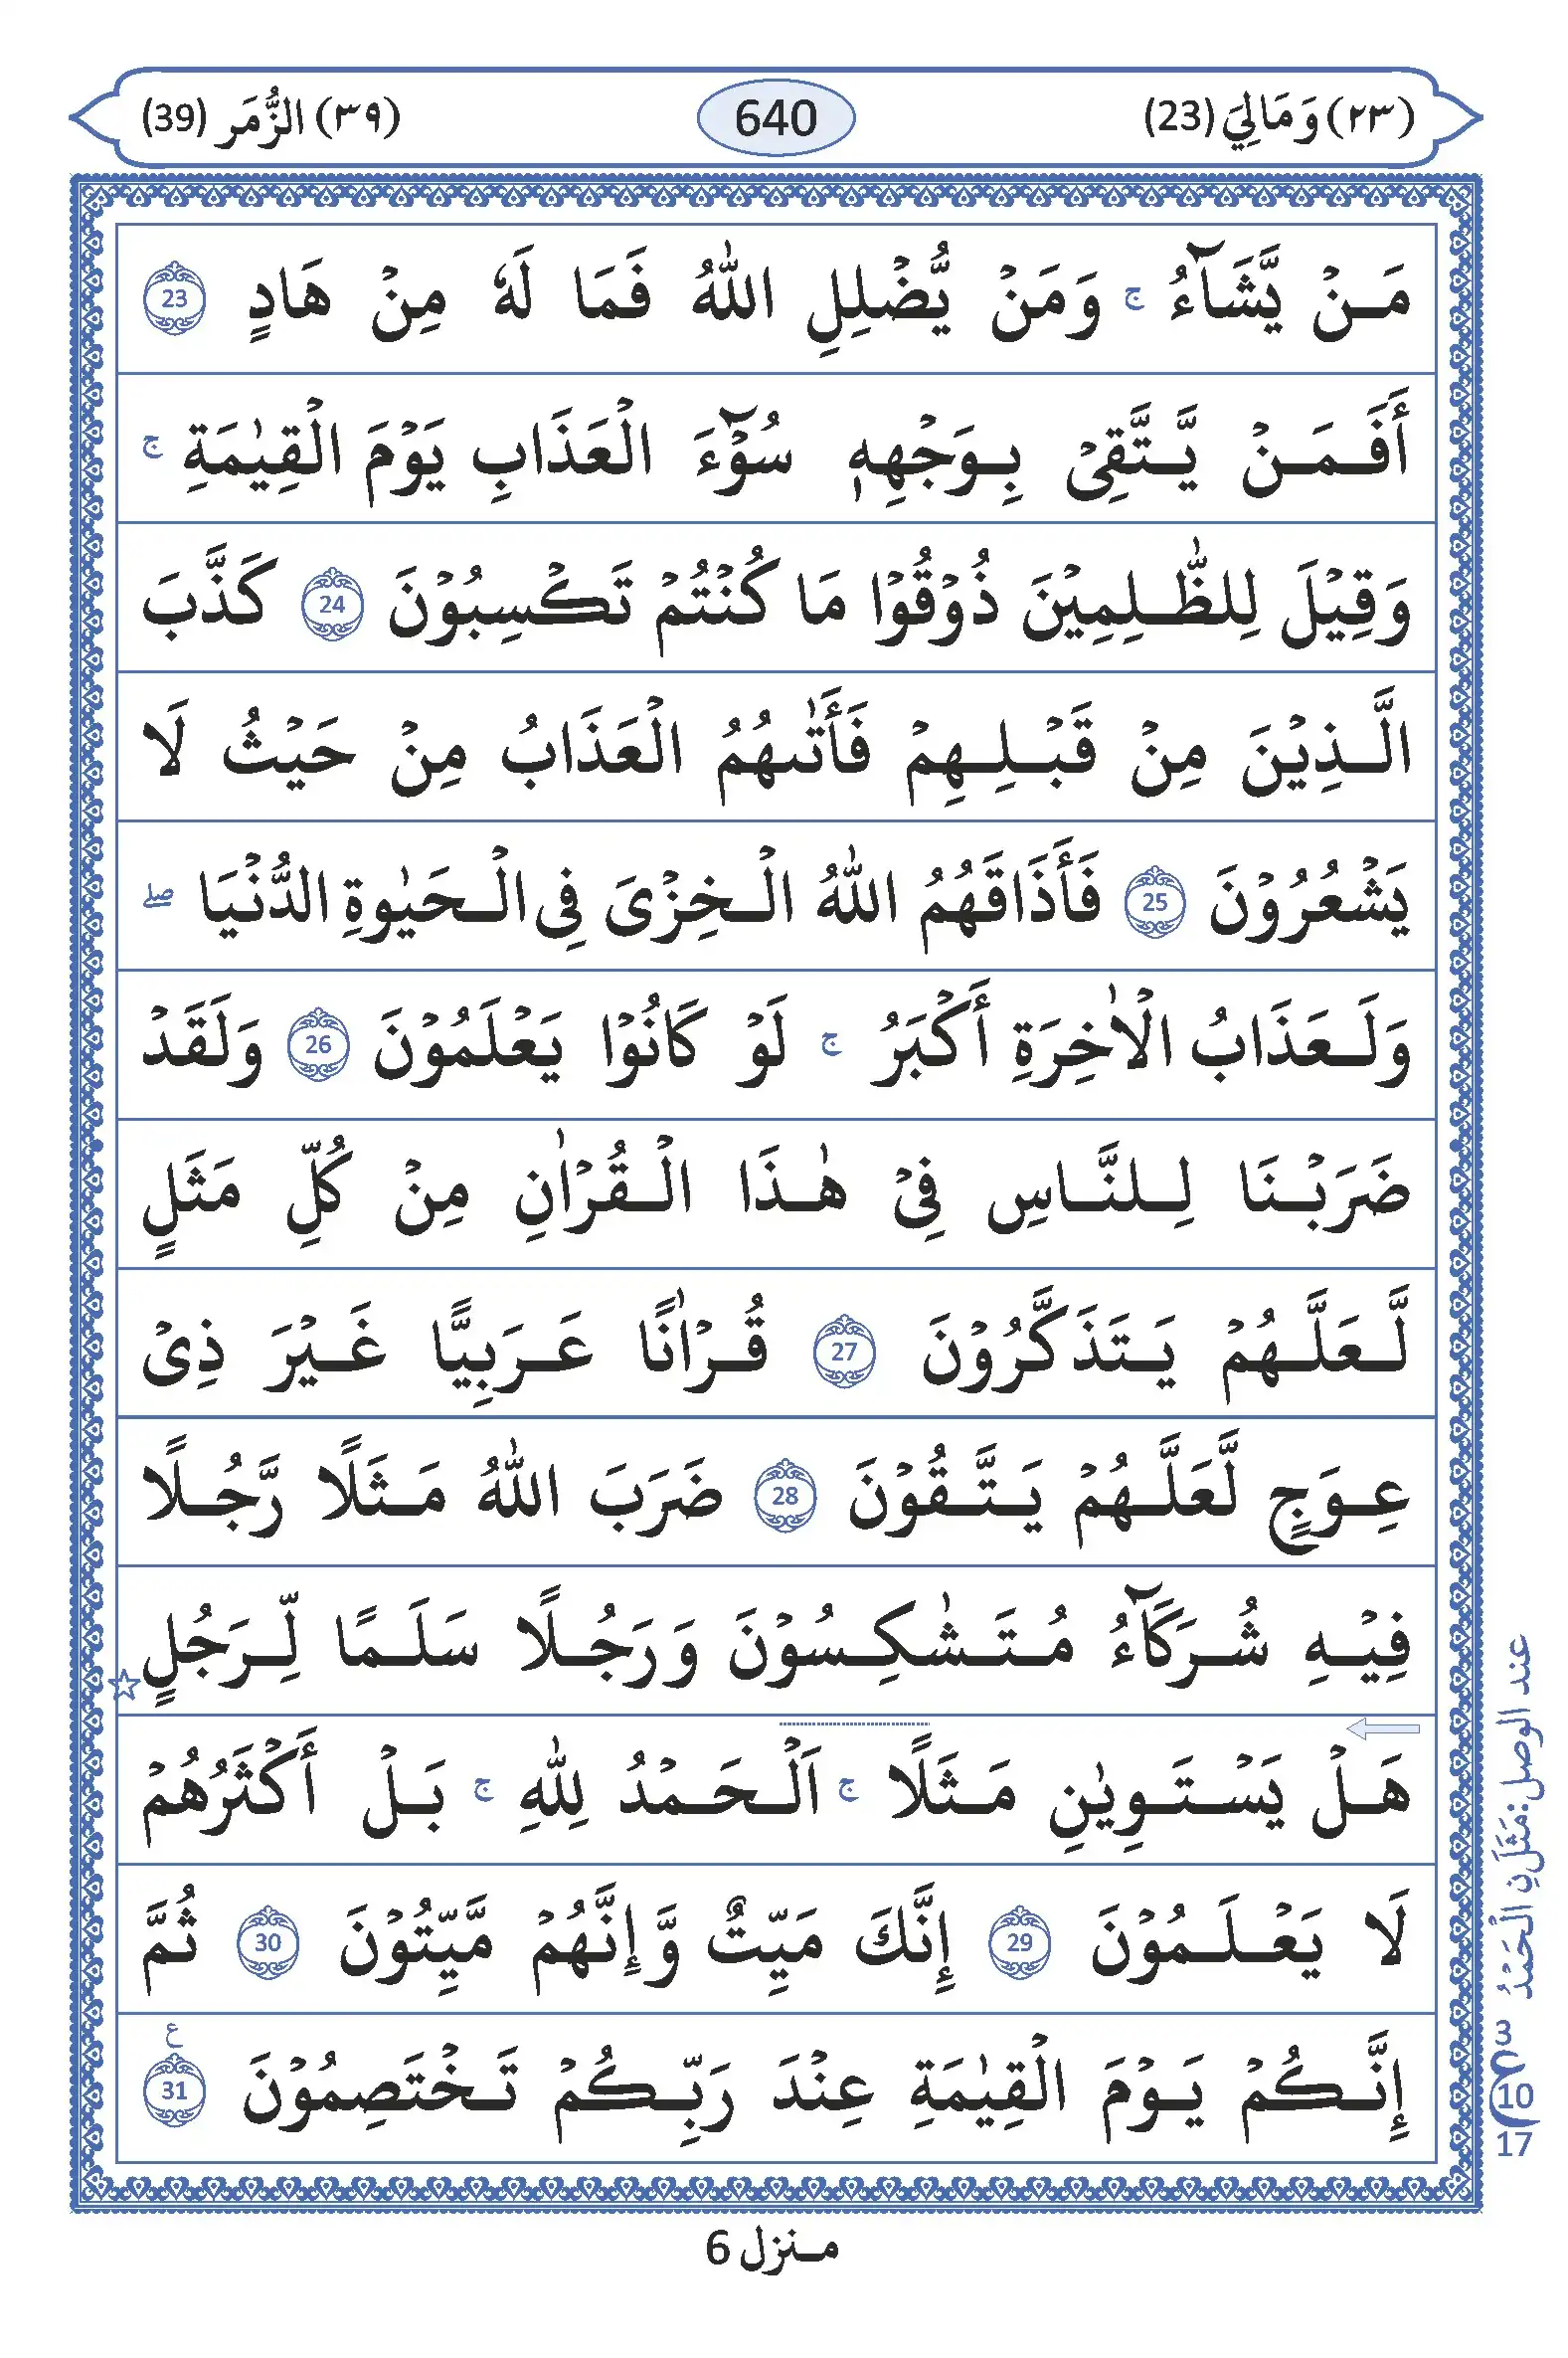 (٢٣) وَمَالِيَ (23)
640
(٣٩) الزُّمَر (39)
مَنْ يَّشَآءُ ج وَمَنْ يُّضْلِلِ اللّٰهُ فَمَا لَهٗ مِنْ هَادٍ 23
أَفَمَنْ يَّتَّقِىْ بِوَجْهِهٖ سُوْٓءَ الْعَذَابِ يَوْمَ الْقِيٰمَةِ ج
وَقِيْلَ لِلظّٰلِمِيْنَ ذُوْقُوْا مَا كُنْتُمْ تَكْسِبُوْنَ 24 كَذَّبَ
الَّذِيْنَ مِنْ قَبْلِهِمْ فَأَتٰىهُمُ الْعَذَابُ مِنْ حَيْثُ لَا
يَشْعُرُوْنَ 25 فَأَذَاقَهُمُ اللّٰهُ الْخِزْىَ فِى الْحَيٰوةِ الدُّنْيَا صلے
وَلَعَذَابُ الْاٰخِرَةِ أَكْبَرُ ج لَوْ كَانُوْا يَعْلَمُوْنَ 26 وَلَقَدْ
ضَرَبْنَا لِلنَّاسِ فِىْ هٰذَا الْقُرْاٰنِ مِنْ كُلِّ مَثَلٍ
لَّعَلَّهُمْ يَتَذَكَّرُوْنَ 27 قُرْاٰنًا عَرَبِيًّا غَيْرَ ذِىْ
عِوَجٍ لَّعَلَّهُمْ يَتَّقُوْنَ 28 ضَرَبَ اللّٰهُ مَثَلًا رَّجُلًا
فِيْهِ شُرَكَآءُ مُتَشٰكِسُوْنَ وَرَجُلًا سَلَمًا لِّرَجُلٍ ☆
هَلْ يَسْتَوِيٰنِ مَثَلًا ج اَلْحَمْدُ لِلّٰهِ ج بَلْ أَكْثَرُهُمْ
لَا يَعْلَمُوْنَ 29 إِنَّكَ مَيِّتٌ وَّإِنَّهُمْ مَّيِّتُوْنَ 30 ثُمَّ
إِنَّكُمْ يَوْمَ الْقِيٰمَةِ عِنْدَ رَبِّكُمْ تَخْتَصِمُوْنَ 31 ع
عند الوصل: مَثَلَنِ الْحَمْدُ
3
ع 10
17
منزل 6